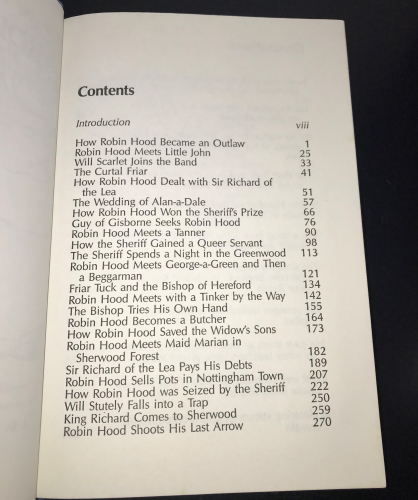 Contents
Introduction viii
How Robin Hood Became an Outlaw 1
Robin Hood Meets Little John 25
Will Scarlet Joins the Band 33
The Curtal Friar 41
How Robin Hood Dealt with Sir Richard of
the Lea 51
The Wedding of Alan-a-Dale 57
How Robin Hood Won the Sheriff's Prize 66
Guy of Gisborne Seeks Robin Hood 76
Robin Hood Meets a Tanner 90
How the Sheriff Gained a Queer Servant 98
The Sheriff Spends a Night in the Greenwood 113
Robin Hood Meets George-a-Green and Then
a Beggarman 121
Friar Tuck and the Bishop of Hereford 134
Robin Hood Meets with a Tinker by the Way 142
The Bishop Tries His Own Hand 155
Robin Hood Becomes a Butcher 164
How Robin Hood Saved the Widow's Sons 173
Robin Hood Meets Maid Marian in
Sherwood Forest 182
Sir Richard of the Lea Pays His Debts 189
Robin Hood Sells Pots in Nottingham Town 207
How Robin Hood was Seized by the Sheriff 222
Will Stutely Falls into a Trap 250
King Richard Comes to Sherwood 259
Robin Hood Shoots His Last Arrow 270